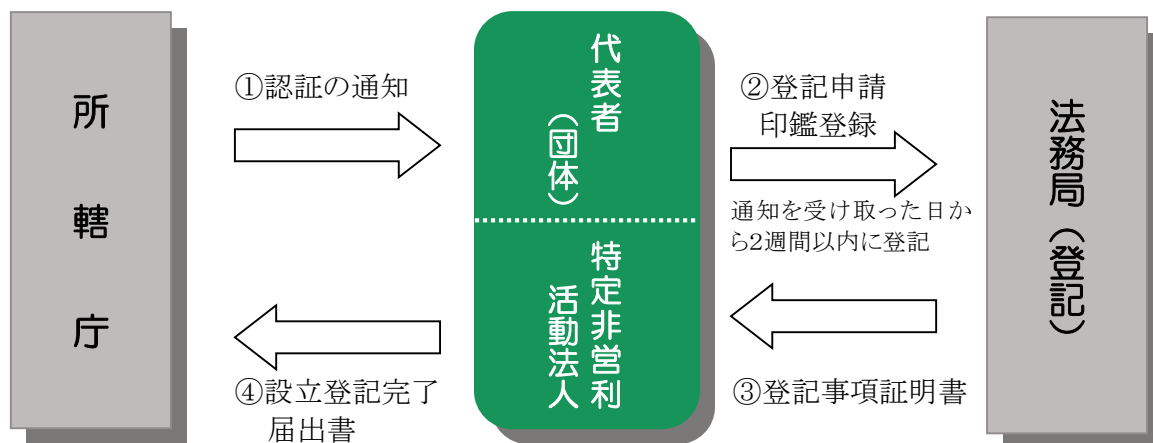 所轄庁
①認証の通知
代表者
（団体）
②登記申請
印鑑登録
通知を受け取った日か
ら2週間以内に登記
法務局（登記）
特定非営利
活動法人
③登記事項証明書
④設立登記完了
届出書